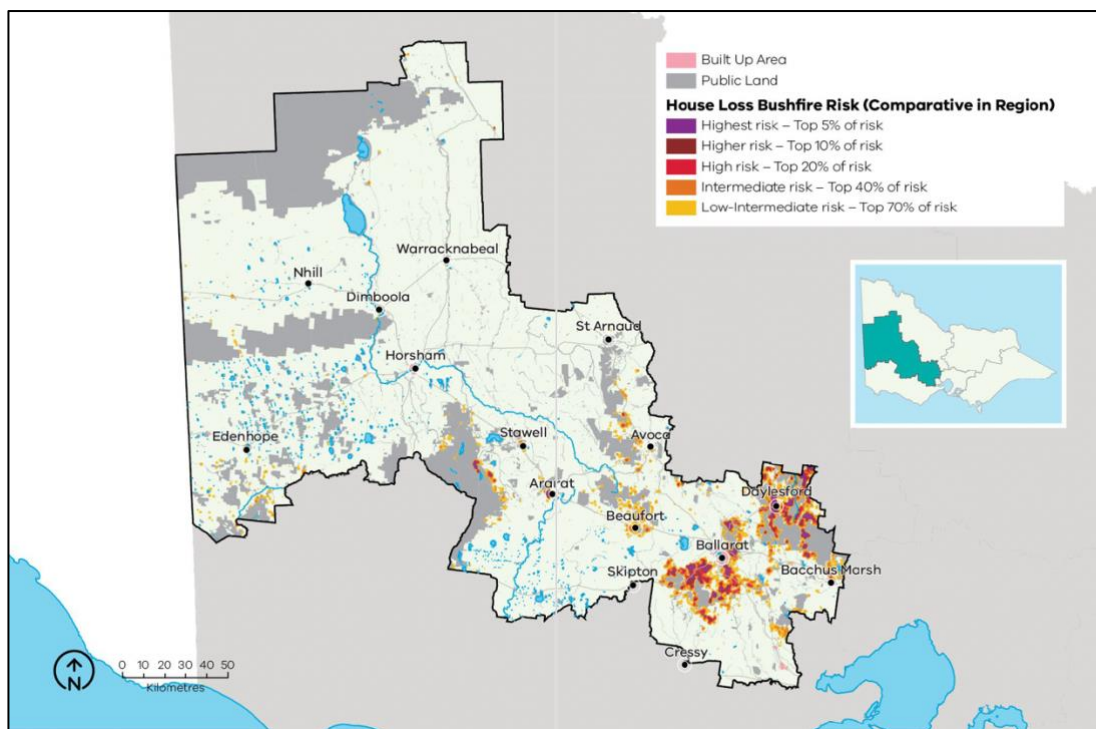 Built Up Area
Public Land
House Loss Bushfire Risk (Comparative in Region)
Highest risk – Top 5% of risk
Higher risk – Top 10% of risk
High risk – Top 20% of risk
Intermediate risk – Top 40% of risk
Low-Intermediate risk – Top 70% of risk
Warracknabeal
Nhill
Dimboola
St Arnaud
Horsham
Edenhope
Stawell
Avoca
Ararat
Daylesford
Beaufort
Ballarat
Bacchus Marsh
Skipton
Cressy
0 10 20 30 40 50
Kilometres
N